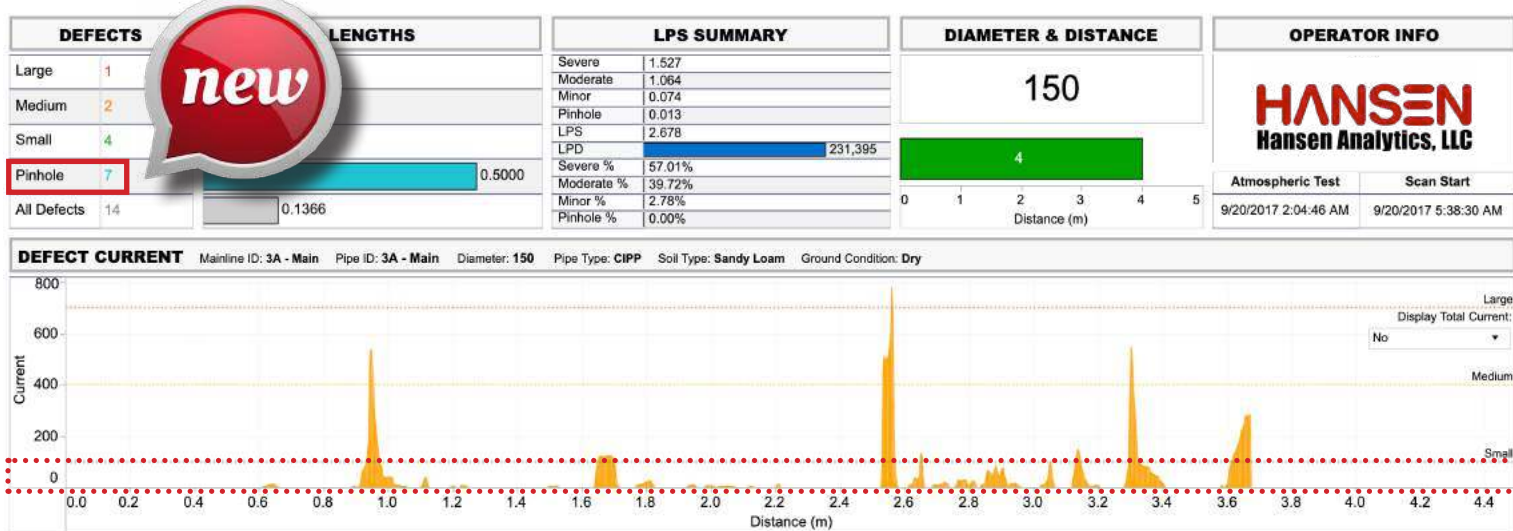 DEFECTS
LENGTHS
LPS SUMMARY
DIAMETER & DISTANCE
OPERATOR INFO
new
Large 1
Medium 2
Small 4
Pinhole 7
All Defects 14
0.5000
0.1366
Severe 1.527
Moderate 1.064
Minor 0.074
Pinhole 0.013
LPS 2.678
LPD 231,395
Severe % 57.01%
Moderate % 39.72%
Minor % 2.78%
Pinhole % 0.00%
150
4
0 1 2 3 4 5
Distance (m)
HANSEN
Hansen Analytics, LLC
Atmospheric Test Scan Start
9/20/2017 2:04:46 AM 9/20/2017 5:38:30 AM
DEFECT CURRENT Mainline ID: 3A - Main Pipe ID: 3A - Main Diameter: 150 Pipe Type: CIPP Soil Type: Sandy Loam Ground Condition: Dry
800
600
400
200
0
Current
Large
Display Total Current:
No
Medium
Small
0.0 0.2 0.4 0.6 0.8 1.0 1.2 1.4 1.6 1.8 2.0 2.2 2.4 2.6 2.8 3.0 3.2 3.4 3.6 3.8 4.0 4.2 4.4
Distance (m)